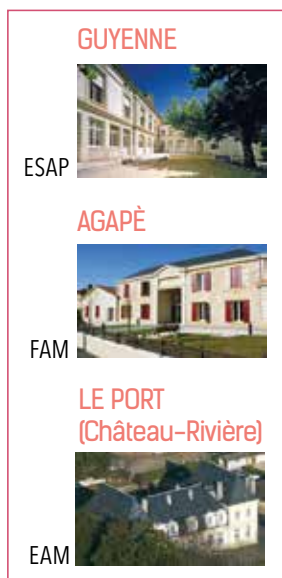 GUYENNE
ESAP
AGAPÈ
FAM
LE PORT
(Château-Rivière)
EAM